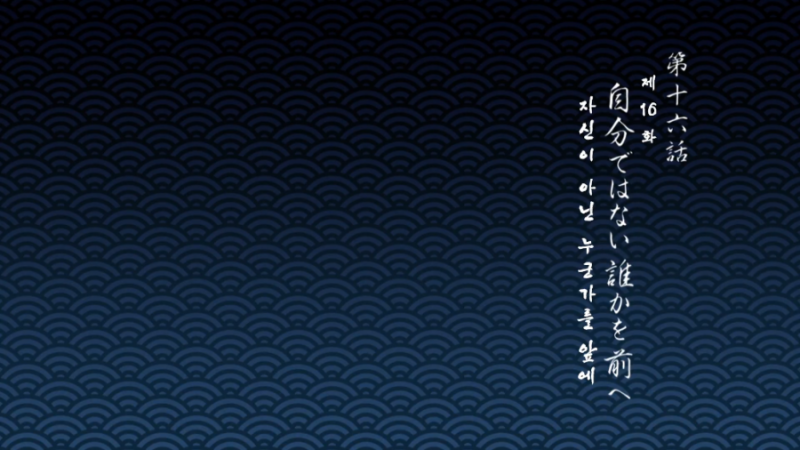 第十六話
제 16 화
自分ではない誰かを前へ
자신이 아닌 누군가를 앞에